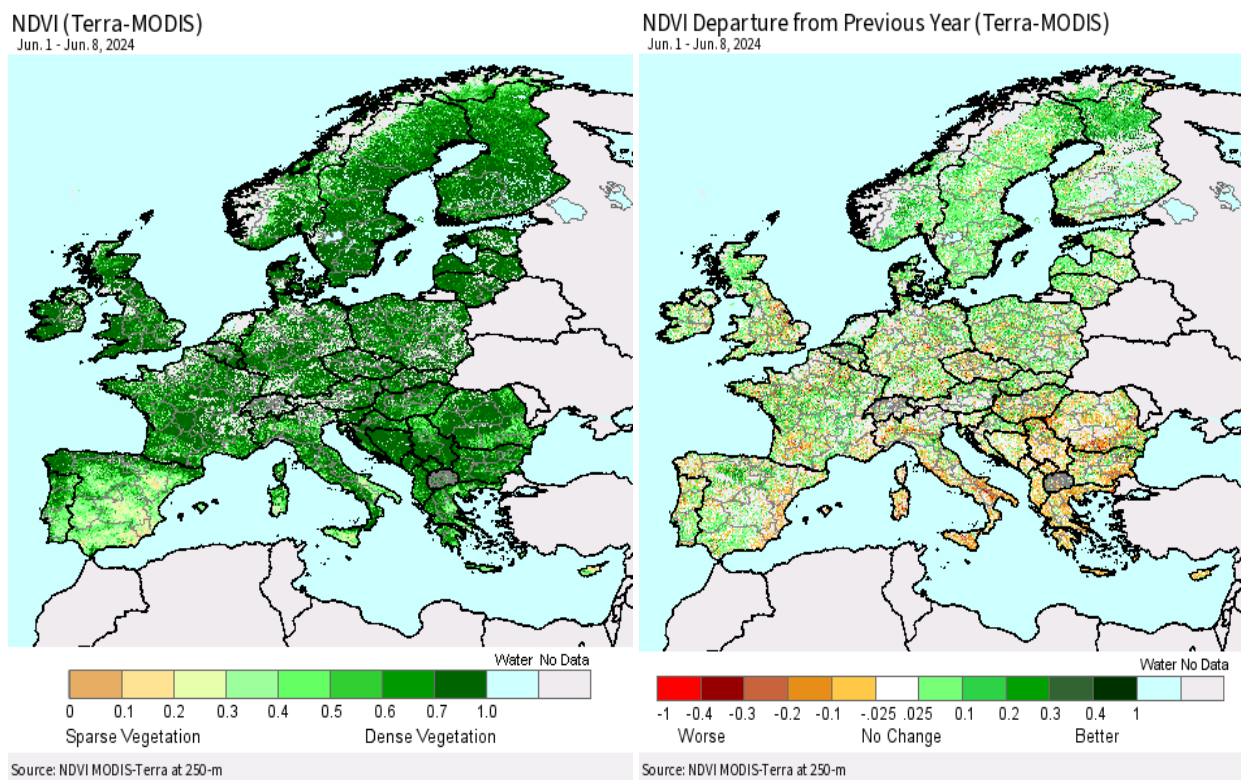 NDVI (Terra-MODIS)
Jun. 1 - Jun. 8, 2024
Water No Data
0 0.1 0.2 0.3 0.4 0.5 0.6 0.7 1.0
Sparse Vegetation Dense Vegetation
Source: NDVI MODIS-Terra at 250-m
NDVI Departure from Previous Year (Terra-MODIS)
Jun. 1 - Jun. 8, 2024
Water No Data
-1 -0.4 -0.3 -0.2 -0.1 -.025 .025 0.1 0.2 0.3 0.4 1
Worse No Change Better
Source: NDVI MODIS-Terra at 250-m